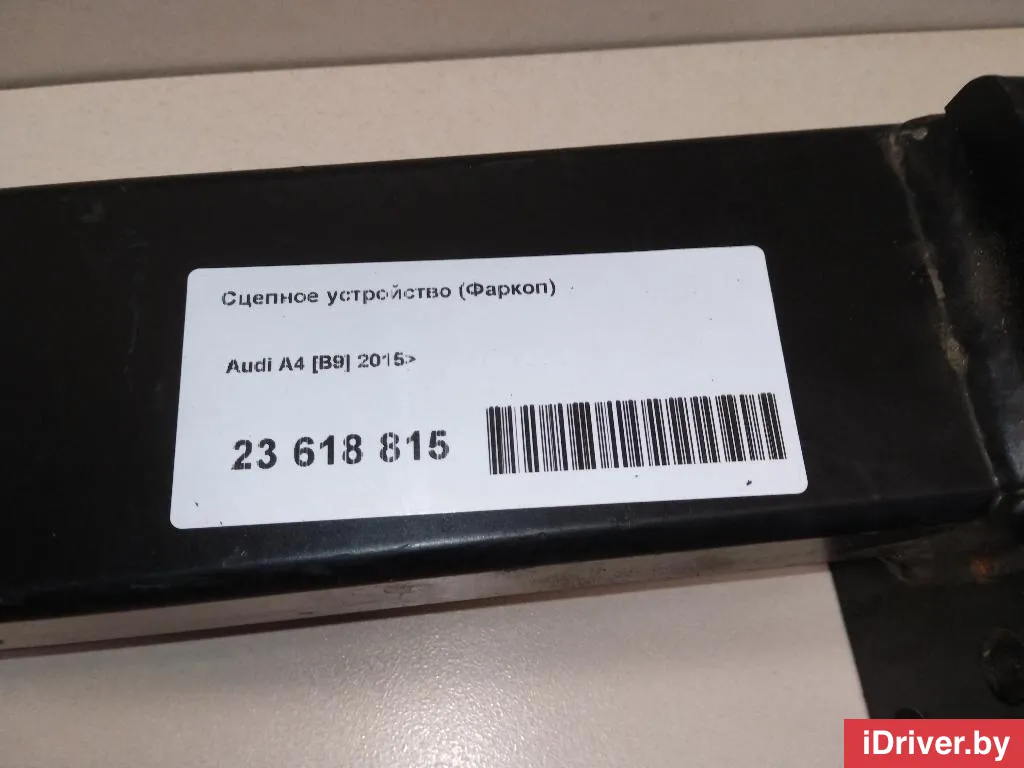 Сцепное устройство (Фаркоп)
Audi A4 [B9] 2015>
23 618 815
iDriver.by